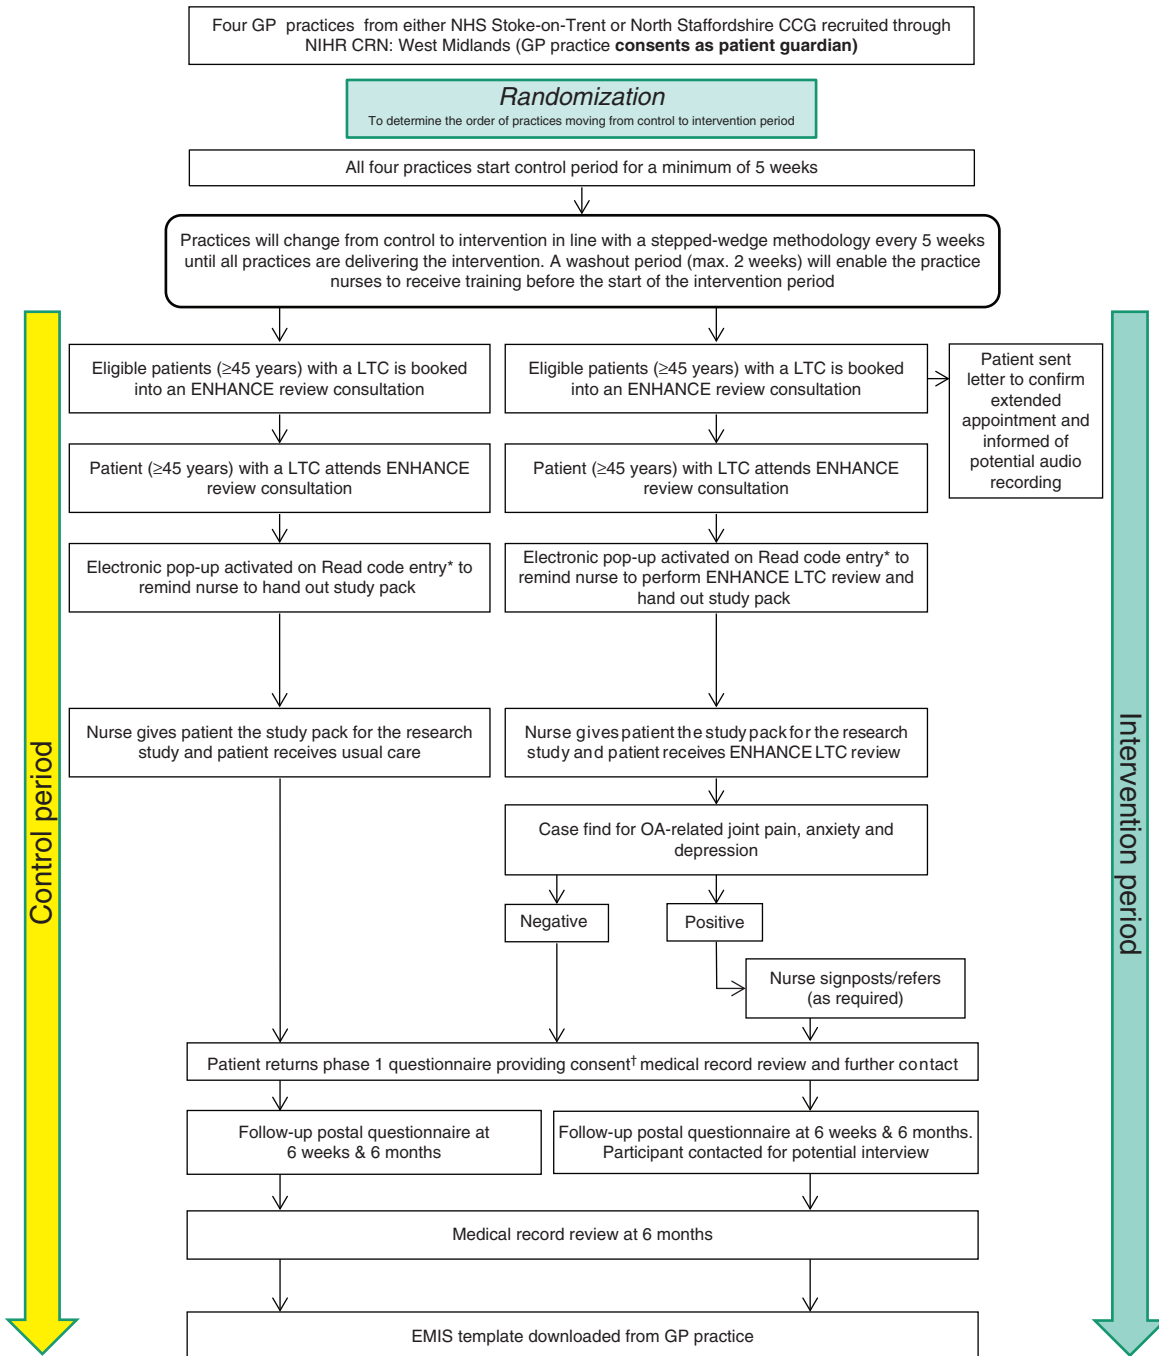 Four GP practices from either NHS Stoke-on-Trent or North Staffordshire CCG recruited through
NIHR CRN: West Midlands (GP practice consents as patient guardian)
Randomization
To determine the order of practices moving from control to intervention period
All four practices start control period for a minimum of 5 weeks
Practices will change from control to intervention in line with a stepped-wedge methodology every 5 weeks
until all practices are delivering the intervention. A washout period (max. 2 weeks) will enable the practice
nurses to receive training before the start of the intervention period
Control period
Eligible patients (≥45 years) with a LTC is booked
into an ENHANCE review consultation
Eligible patients (≥45 years) with a LTC is booked
into an ENHANCE review consultation
Patient sent
letter to confirm
extended
appointment and
informed of
potential audio
recording
Intervention period
Patient (≥45 years) with a LTC attends ENHANCE
review consultation
Patient (≥45 years) with LTC attends ENHANCE
review consultation
Electronic pop-up activated on Read code entry* to
remind nurse to hand out study pack
Electronic pop-up activated on Read code entry* to
remind nurse to perform ENHANCE LTC review and
hand out study pack
Nurse gives patient the study pack for the research
study and patient receives usual care
Nurse gives patient the study pack for the research
study and patient receives ENHANCE LTC review
Case find for OA-related joint pain, anxiety and
depression
Negative
Positive
Nurse signposts/refers
(as required)
Patient returns phase 1 questionnaire providing consent† medical record review and further contact
Follow-up postal questionnaire at
6 weeks & 6 months
Follow-up postal questionnaire at 6 weeks & 6 months.
Participant contacted for potential interview
Medical record review at 6 months
EMIS template downloaded from GP practice